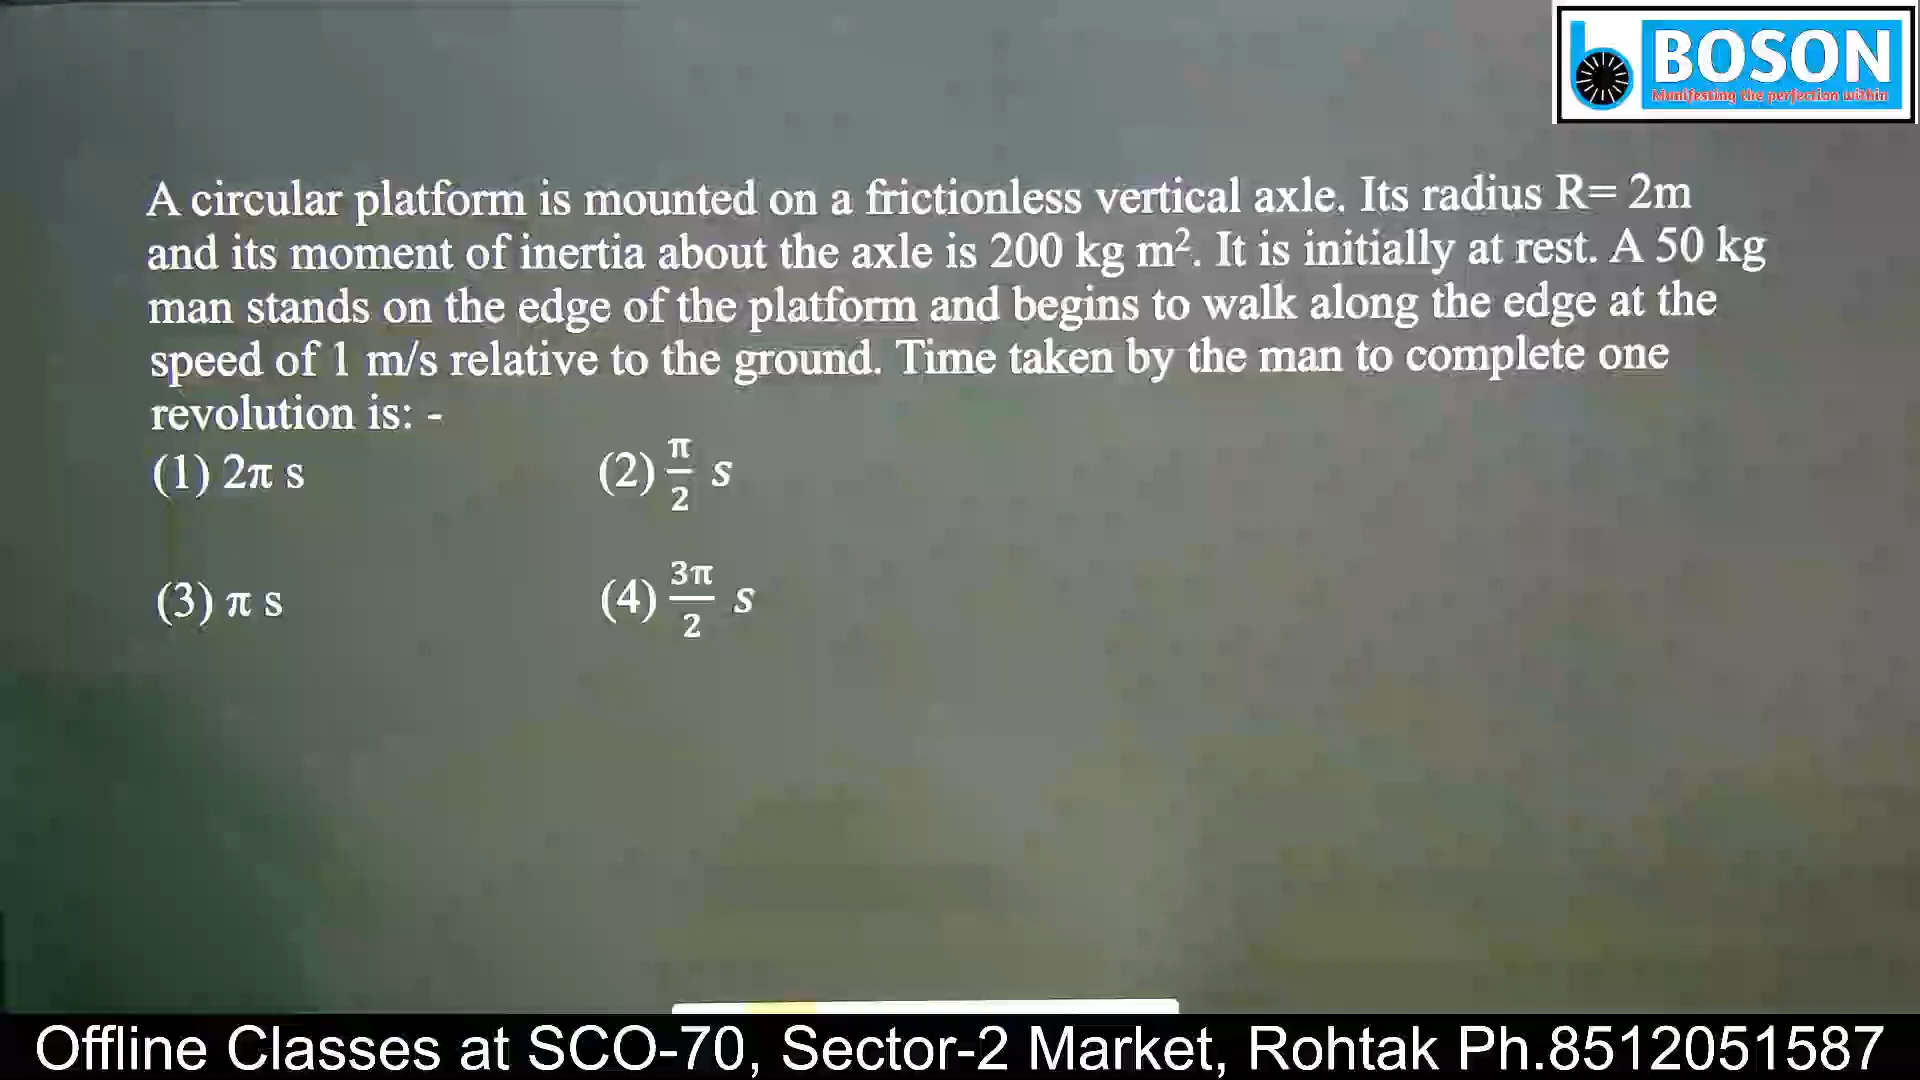 BOSON
Manifesting the perfection within
A circular platform is mounted on a frictionless vertical axle. Its radius R= 2m
and its moment of inertia about the axle is 200 kg m². It is initially at rest. A 50 kg
man stands on the edge of the platform and begins to walk along the edge at the
speed of 1 m/s relative to the ground. Time taken by the man to complete one
revolution is: -
(1) 2π s (2) π/2 s
(3) π s (4) 3π/2 s
Offline Classes at SCO-70, Sector-2 Market, Rohtak Ph.8512051587